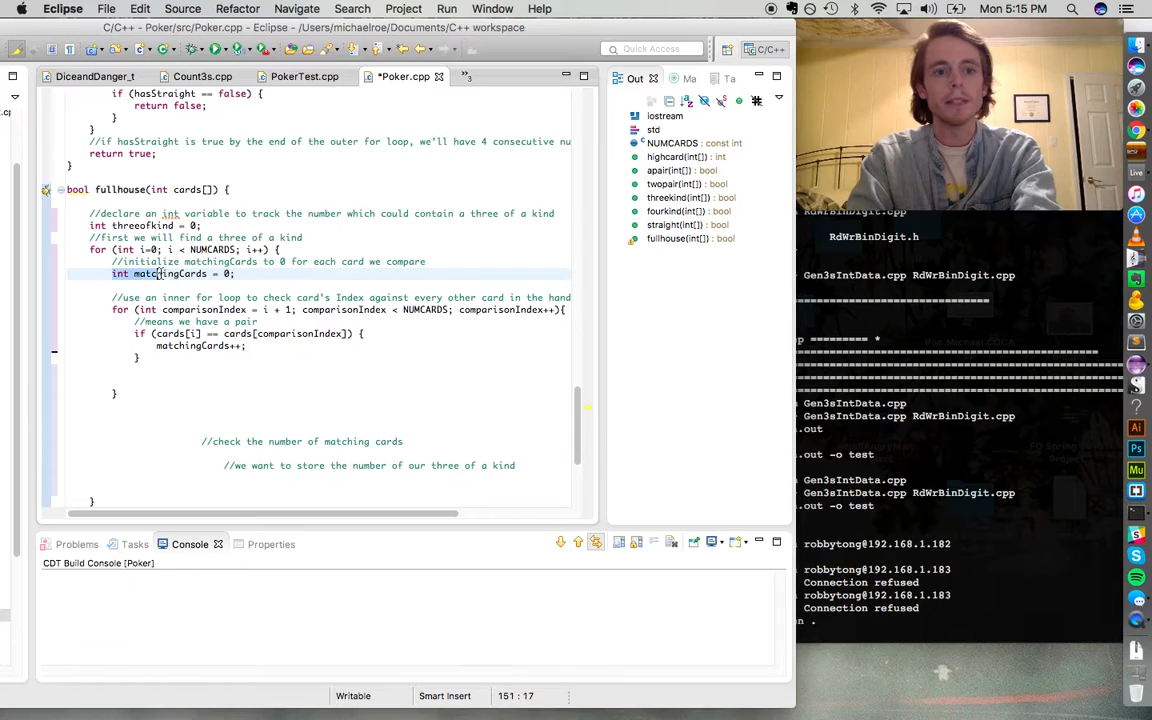 Eclipse File Edit Source Refactor Navigate Search Project Run Window Help Mon 5:15 PM
C/C++ - Poker/src/Poker.cpp - Eclipse - /Users/michaelroe/Documents/C++ workspace
Quick Access
C/C++
DiceandDanger_t Count3s.cpp PokerTest.cpp *Poker.cpp »3
if (hasStraight == false) {
return false;
}
}
//if hasStraight is true by the end of the outer for loop, we'll have 4 consecutive nu
return true;
}
bool fullhouse(int cards[]) {
//declare an int variable to track the number which could contain a three of a kind
int threeofkind = 0;
//first we will find a three of a kind
for (int i=0; i < NUMCARDS; i++) {
//initialize matchingCards to 0 for each card we compare
int matchingCards = 0;
//use an inner for loop to check card's Index against every other card in the hand
for (int comparisonIndex = i + 1; comparisonIndex < NUMCARDS; comparisonIndex++){
//means we have a pair
if (cards[i] == cards[comparisonIndex]) {
matchingCards++;
}
}
//check the number of matching cards
//we want to store the number of our three of a kind
}
Out Ma Ta
iostream
std
NUMCARDS : const int
highcard(int[]) : int
apair(int[]) : bool
twopair(int[]) : bool
threekind(int[]) : bool
fourkind(int[]) : bool
straight(int[]) : bool
fullhouse(int[]) : bool
Problems Tasks Console Properties
CDT Build Console [Poker]
Writable Smart Insert 151 : 17
RdWrBinDigit.h
Gen3sIntData.cpp RdWrBinDigit.cpp
==============================
pp ========= *
Gen3sIntData.cpp
Gen3sIntData.cpp RdWrBinDigit.cpp
.out
.out -o test
Gen3sIntData.cpp
Gen3sIntData.cpp RdWrBinDigit.cpp
.out -o test
robbytong@192.168.1.182
robbytong@192.168.1.183
Connection refused
robbytong@192.168.1.183
Connection refused
n .
Live
Ai
Ps
Mu